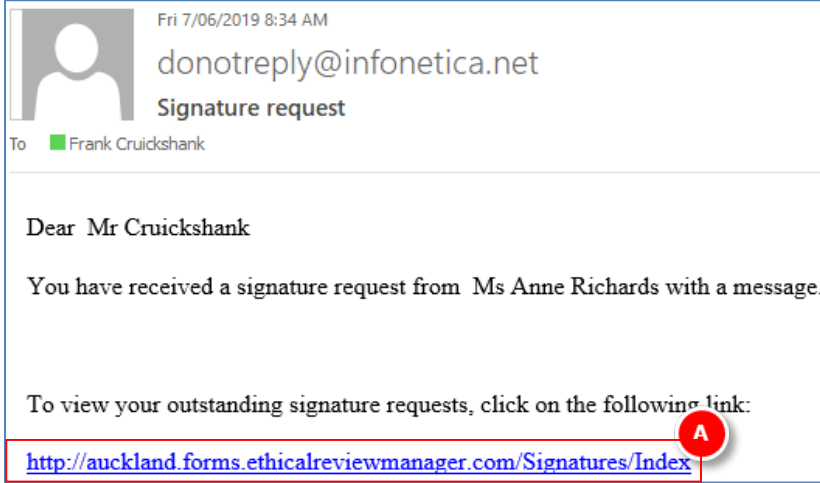 Fri 7/06/2019 8:34 AM
donotreply@infonetica.net
Signature request
To Frank Cruickshank
Dear Mr Cruickshank
You have received a signature request from Ms Anne Richards with a message.
To view your outstanding signature requests, click on the following link:
A
http://auckland.forms.ethicalreviewmanager.com/Signatures/Index